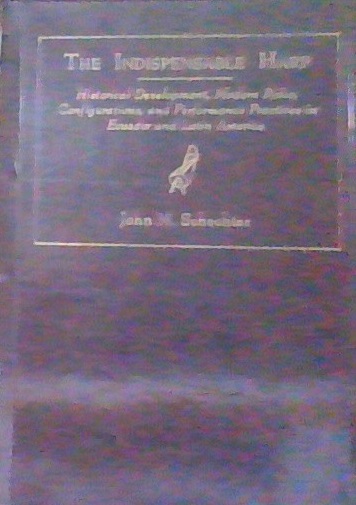 THE INDISPENSABLE HARP
Historical Development, Modern Roles,
Configurations, and Performance Practices in
Ecuador and Latin America
John M. Schechter